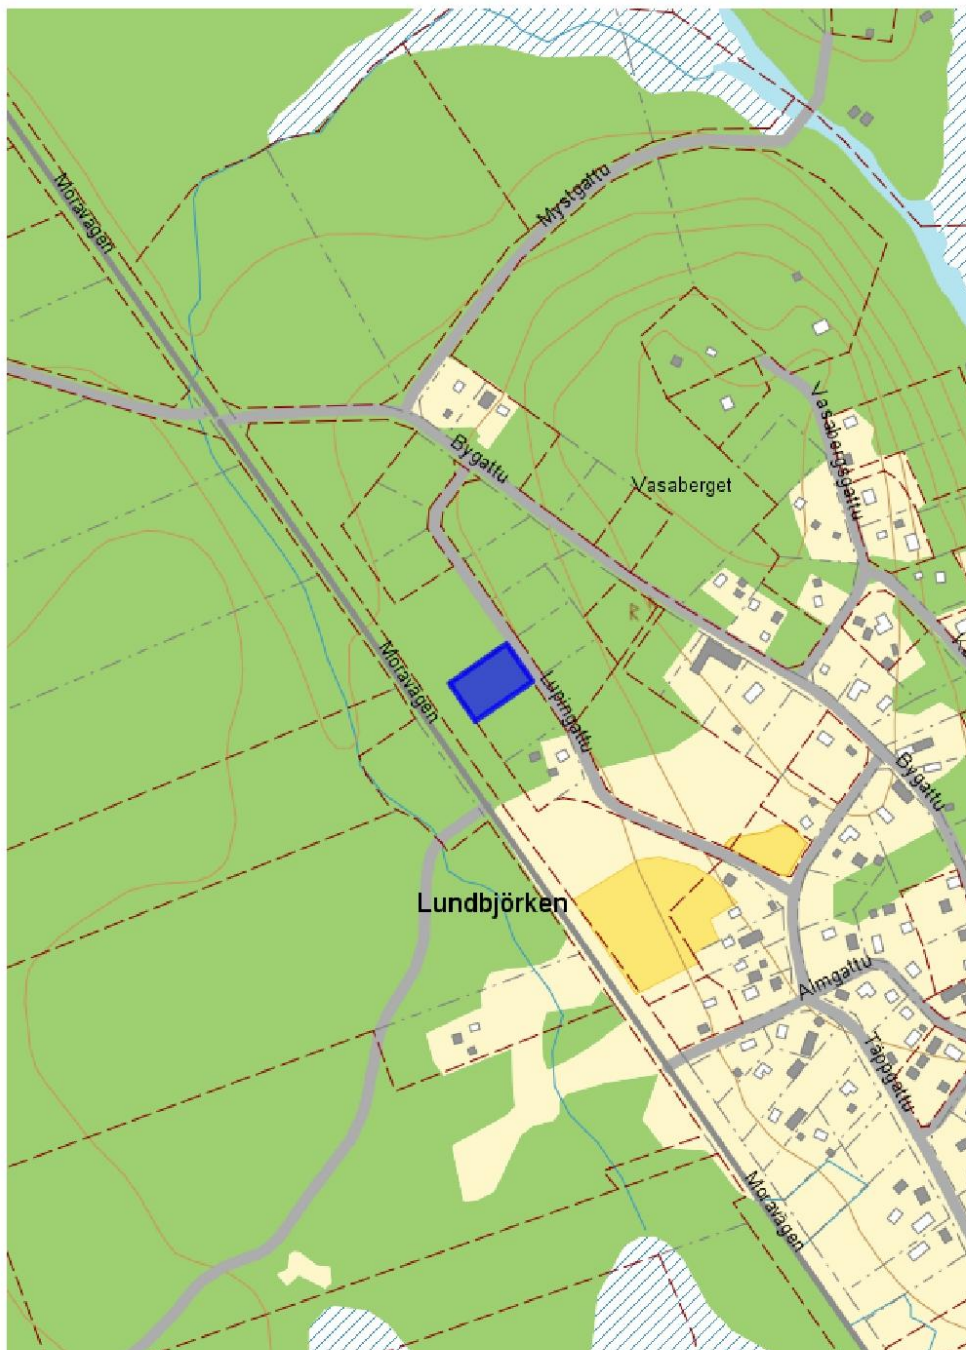 Moravägen
Mystgattu
Vasabergsgattu
Bygattu
Vasaberget
R
Moravägen
Lupingattu
Bygattu
Lundbjörken
Almgattu
Täppgattu
Moravägen